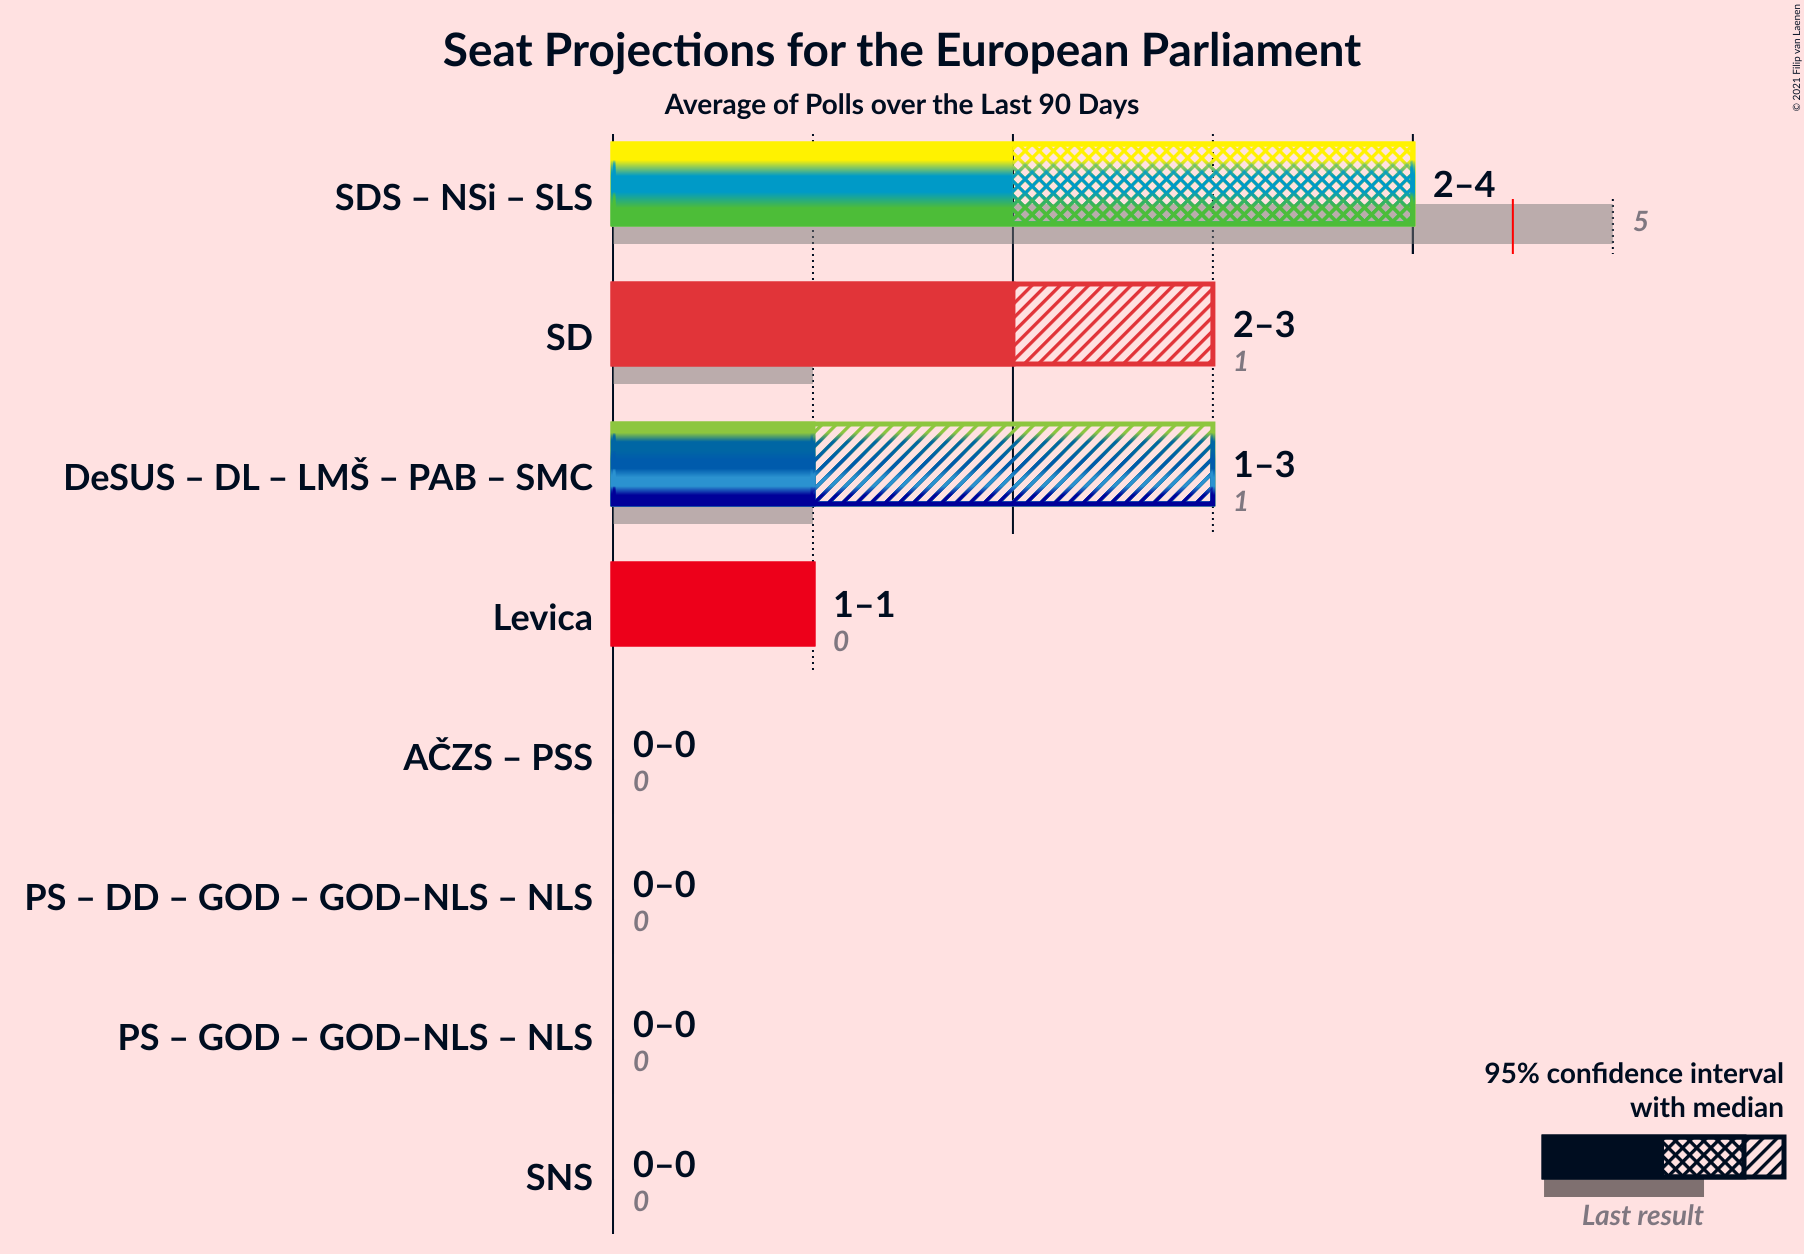 Seat Projections for the European Parliament
Average of Polls over the Last 90 Days
© 2021 Filip van Laenen
SDS – NSi – SLS
2–4
5
SD
2–3
1
DeSUS – DL – LMŠ – PAB – SMC
1–3
1
Levica
1–1
0
AČZS – PSS
0–0
0
PS – DD – GOD – GOD–NLS – NLS
0–0
0
PS – GOD – GOD–NLS – NLS
0–0
0
SNS
0–0
0
95% confidence interval
with median
Last result